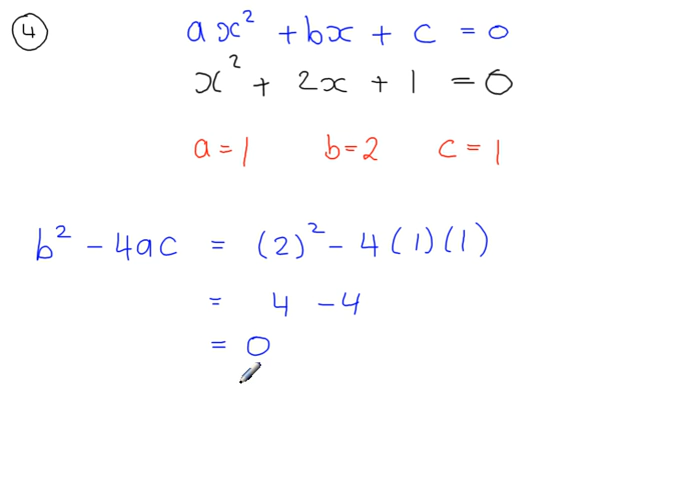 ④ ax² + bx + c = 0
x² + 2x + 1 = 0
a = 1 b = 2 c = 1
b² - 4ac = (2)² - 4(1)(1)
= 4 - 4
= 0